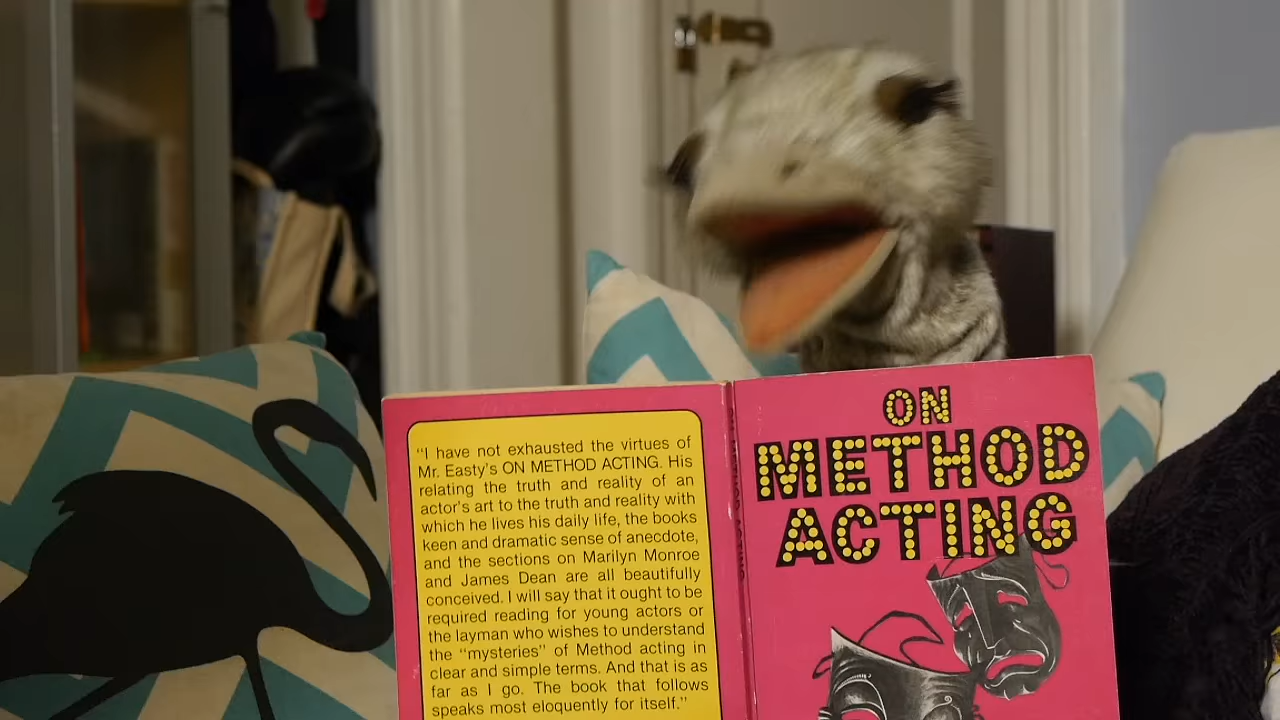 "I have not exhausted the virtues of
Mr. Easty's ON METHOD ACTING. His
relating the truth and reality of an
actor's art to the truth and reality with
which he lives his daily life, the books
keen and dramatic sense of anecdote,
and the sections on Marilyn Monroe
and James Dean are all beautifully
conceived. I will say that it ought to be
required reading for young actors or
the layman who wishes to understand
the "mysteries" of Method acting in
clear and simple terms. And that is as
far as I go. The book that follows
speaks most eloquently for itself."
ON
METHOD
ACTING